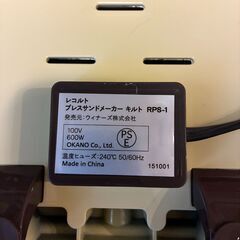 レコルト
プレスサンドメーカー キルト RPS-1
発売元：ウィナーズ株式会社
100V
600W
OKANO Co., Ltd.
PS
E
温度ヒューズ：240℃ 50/60Hz
Made in China
151001